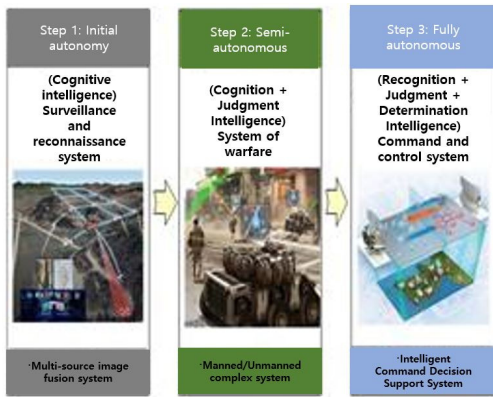 Step 1: Initial
autonomy
(Cognitive
intelligence)
Surveillance
and
reconnaissance
system
·Multi-source image
fusion system
Step 2: Semi-
autonomous
(Cognition +
Judgment
Intelligence)
System of
warfare
·Manned/Unmanned
complex system
Step 3: Fully
autonomous
(Recognition +
Judgment +
Determination
Intelligence)
Command and
control system
·Intelligent
Command Decision
Support System